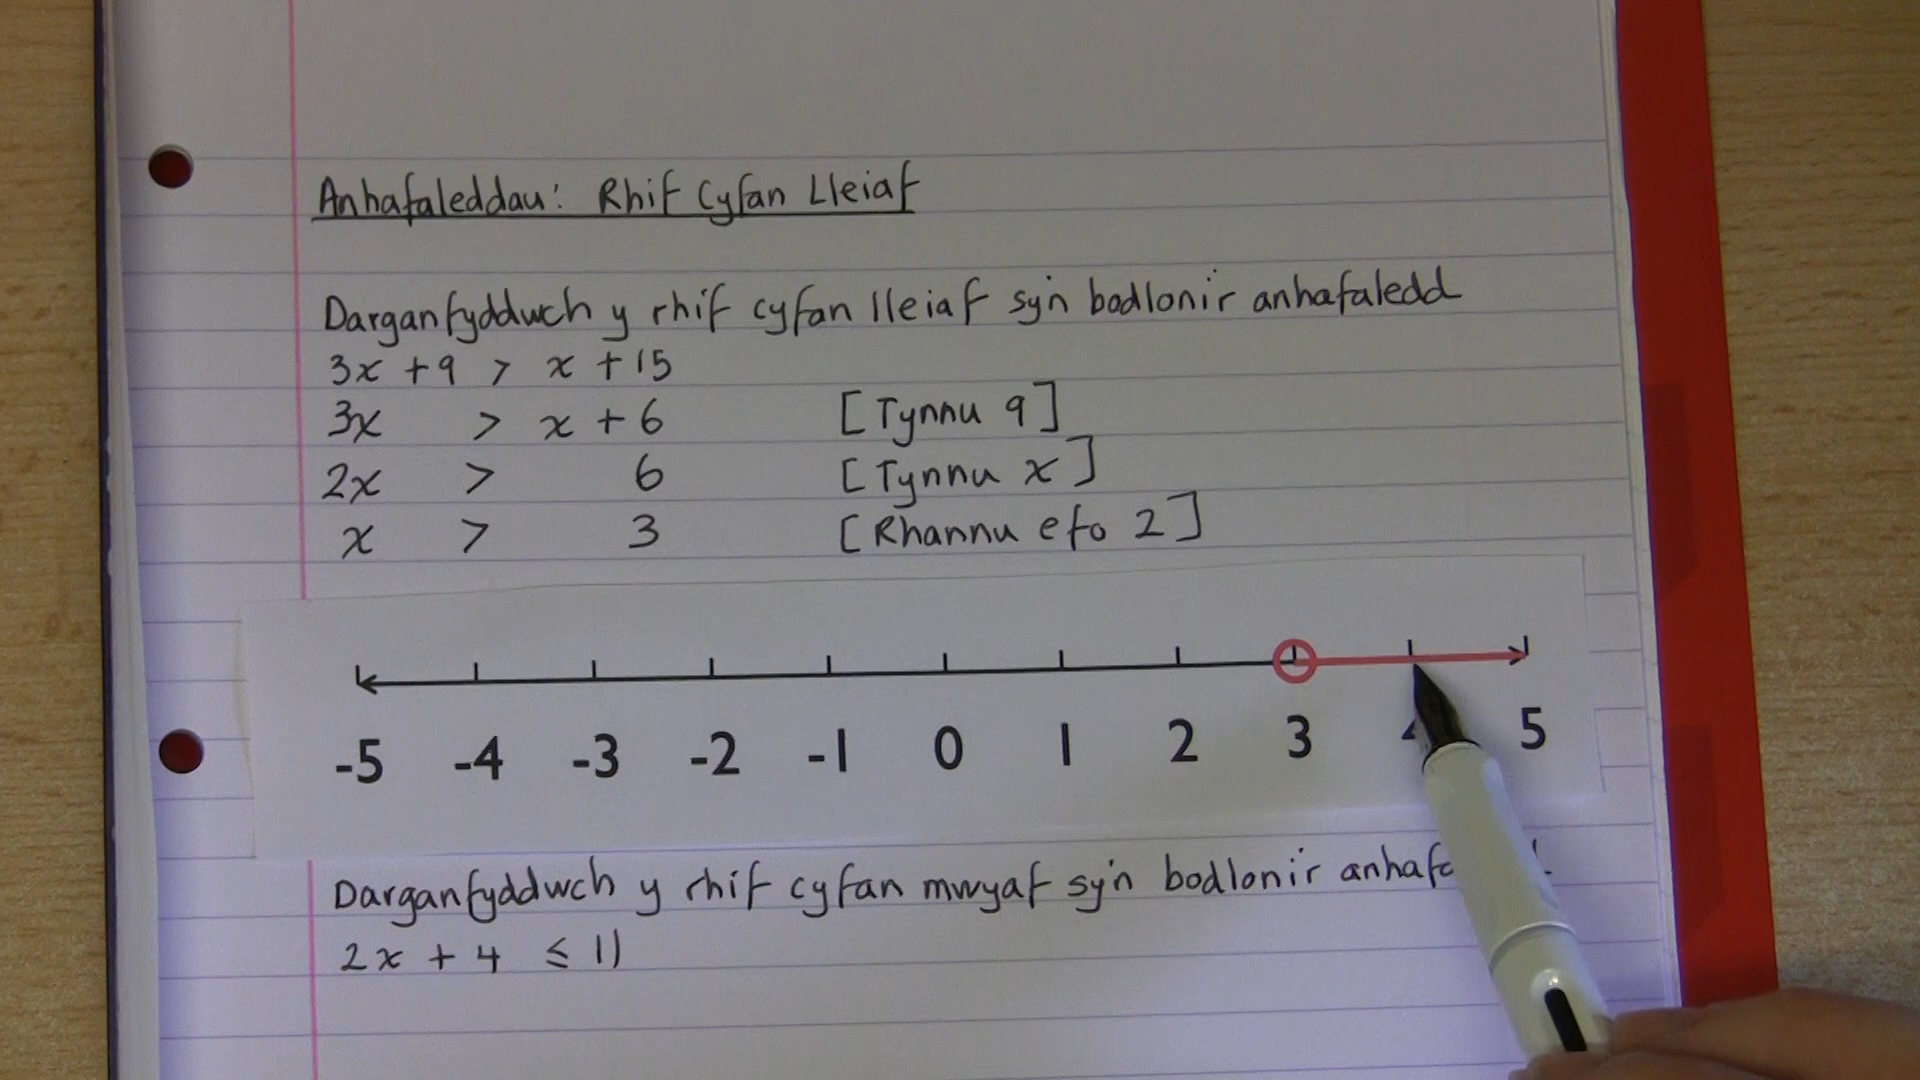 Anhafaleddau: Rhif Cyfan Lleiaf
Darganfyddwch y rhif cyfan lleiaf sy'n bodloni'r anhafaledd
3x + 9 > x + 15
3x > x + 6 [Tynnu 9]
2x > 6 [Tynnu x]
x > 3 [Rhannu efo 2]
-5 -4 -3 -2 -1 0 1 2 3 5
Darganfyddwch y rhif cyfan mwyaf sy'n bodloni'r
2x + 4 ≤ 11